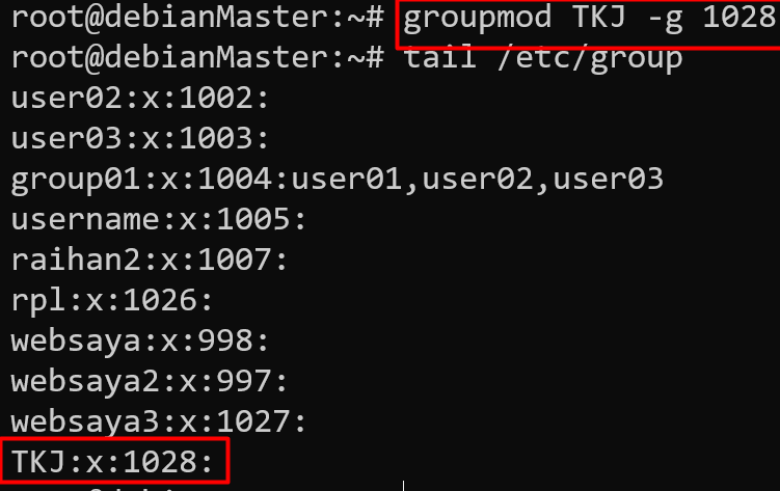 root@debianMaster:~# groupmod TKJ -g 1028
root@debianMaster:~# tail /etc/group
user02:x:1002:
user03:x:1003:
group01:x:1004:user01,user02,user03
username:x:1005:
raihan2:x:1007:
rpl:x:1026:
websaya:x:998:
websaya2:x:997:
websaya3:x:1027:
TKJ:x:1028: